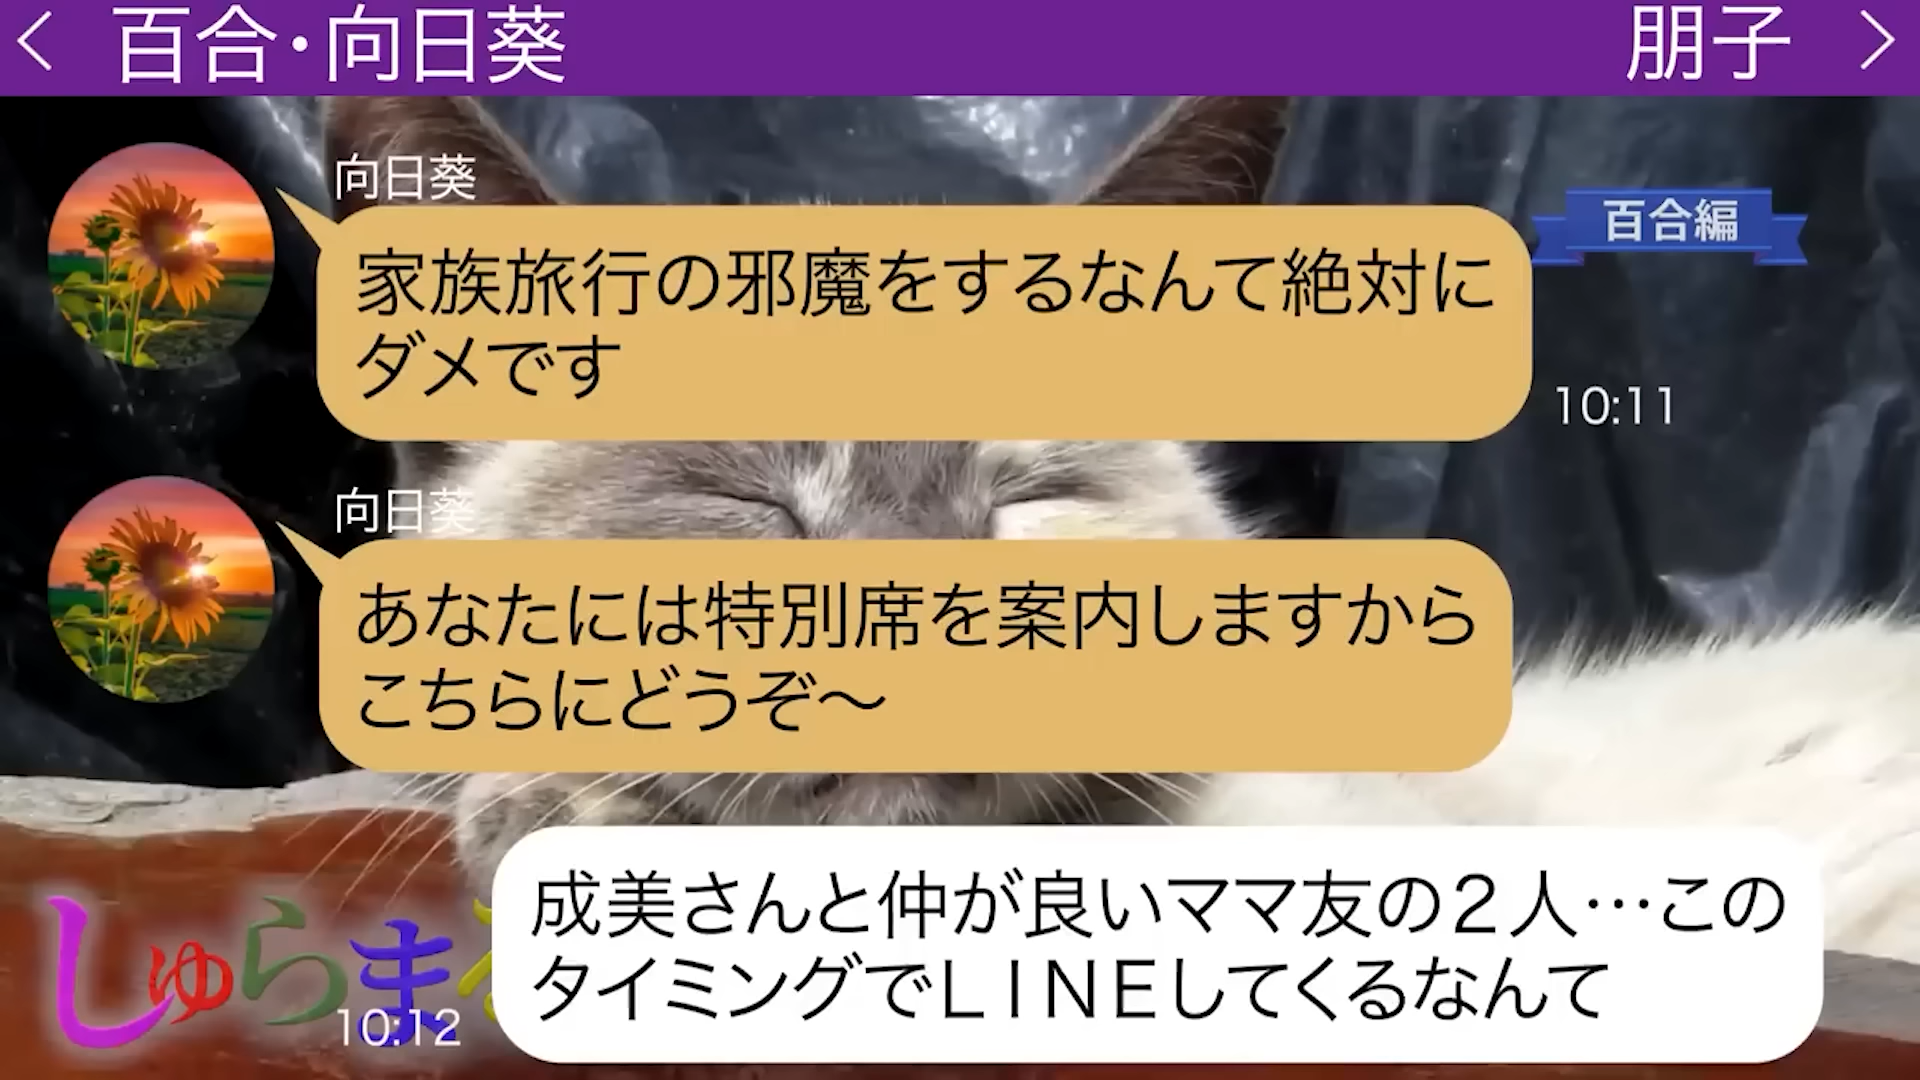 百合・向日葵
朋子
向日葵
百合編
家族旅行の邪魔をするなんて絶対に
ダメです
10:11
向日葵
あなたには特別席を案内しますから
こちらにどうぞ～
成美さんと仲が良いママ友の２人…この
タイミングでＬＩＮＥしてくるなんて
しゅらま
10:12